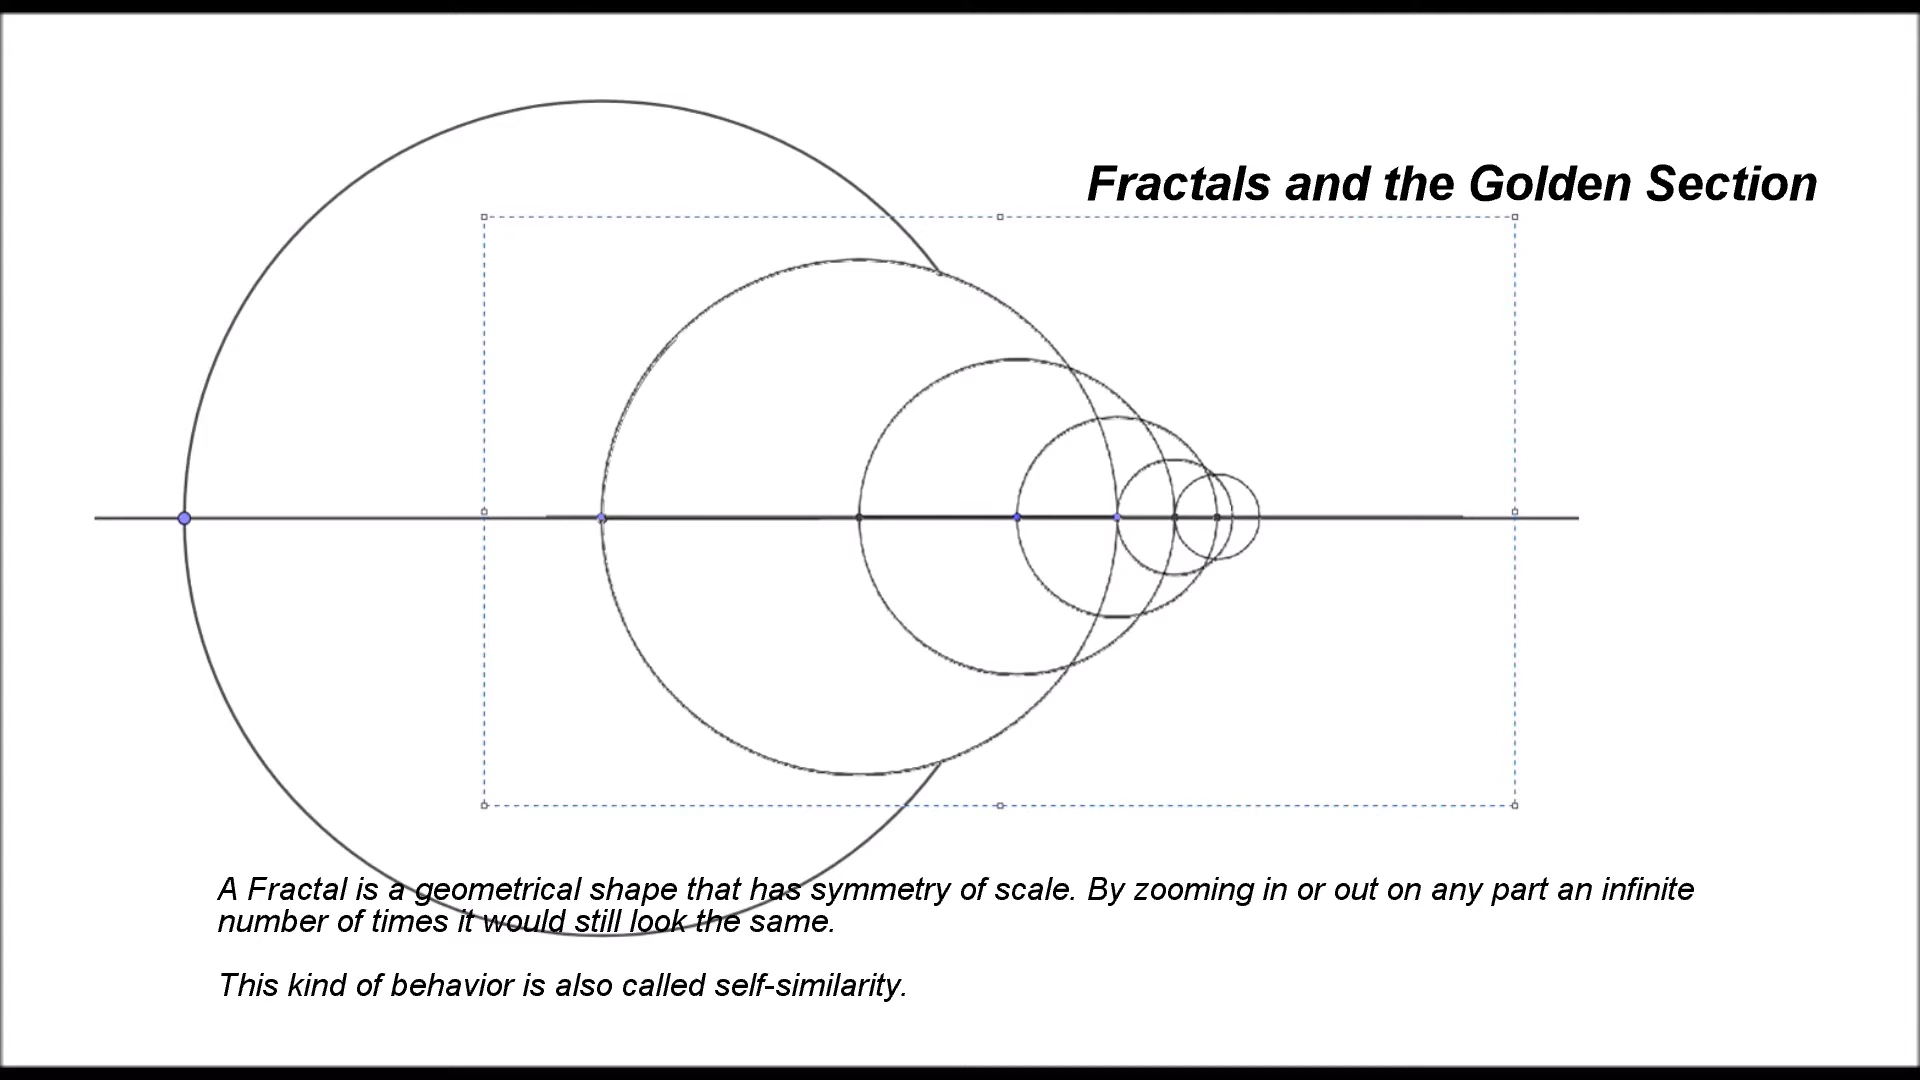 Fractals and the Golden Section
A Fractal is a geometrical shape that has symmetry of scale. By zooming in or out on any part an infinite
number of times it would still look the same.
This kind of behavior is also called self-similarity.